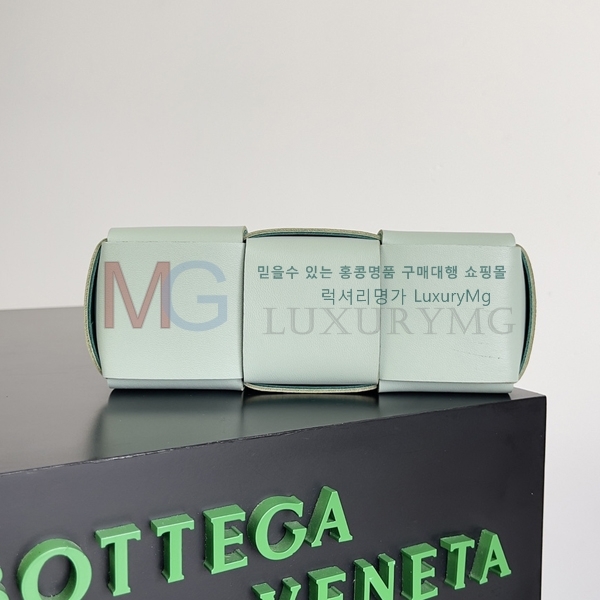 MG
믿을수 있는 홍콩명품 구매대행 쇼핑몰
럭셔리명가 LuxuryMg
LUXURYMG
BOTTEGA
VENETA